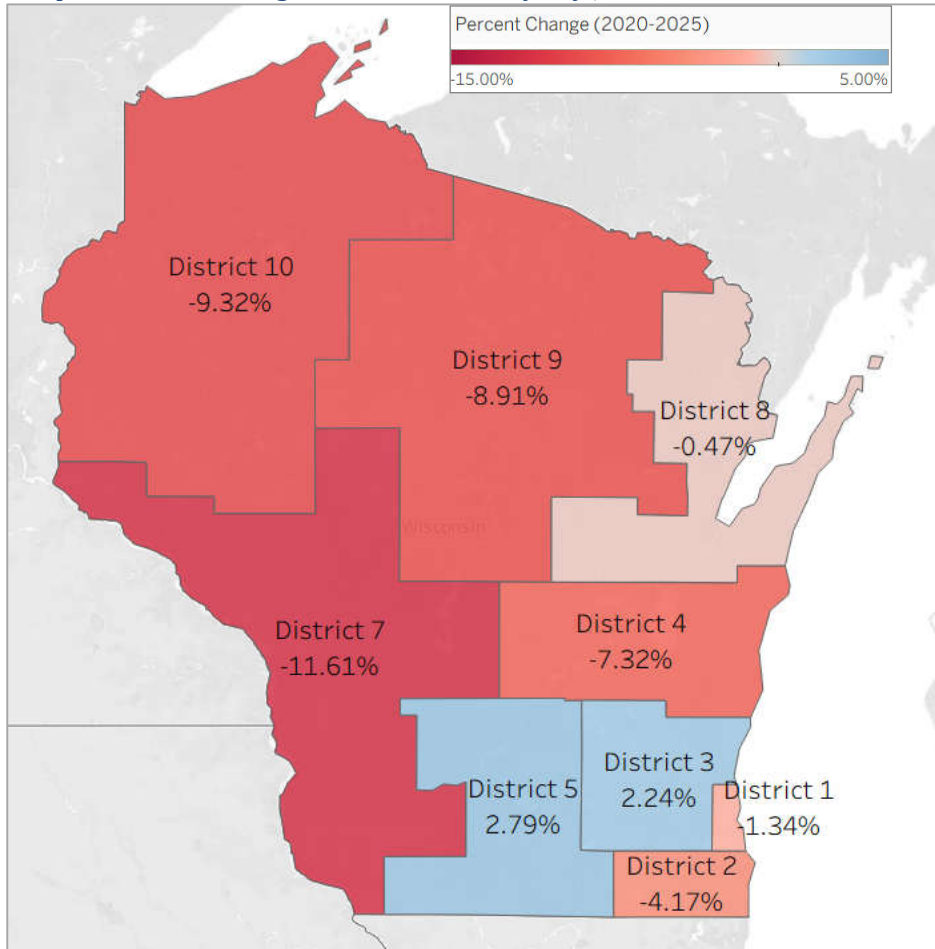 Percent Change (2020-2025)
-15.00%
5.00%
District 10
-9.32%
District 9
-8.91%
District 8
-0.47%
Wisconsin
District 7
-11.61%
District 4
-7.32%
District 5
2.79%
District 3
2.24%
District 1
-1.34%
District 2
-4.17%